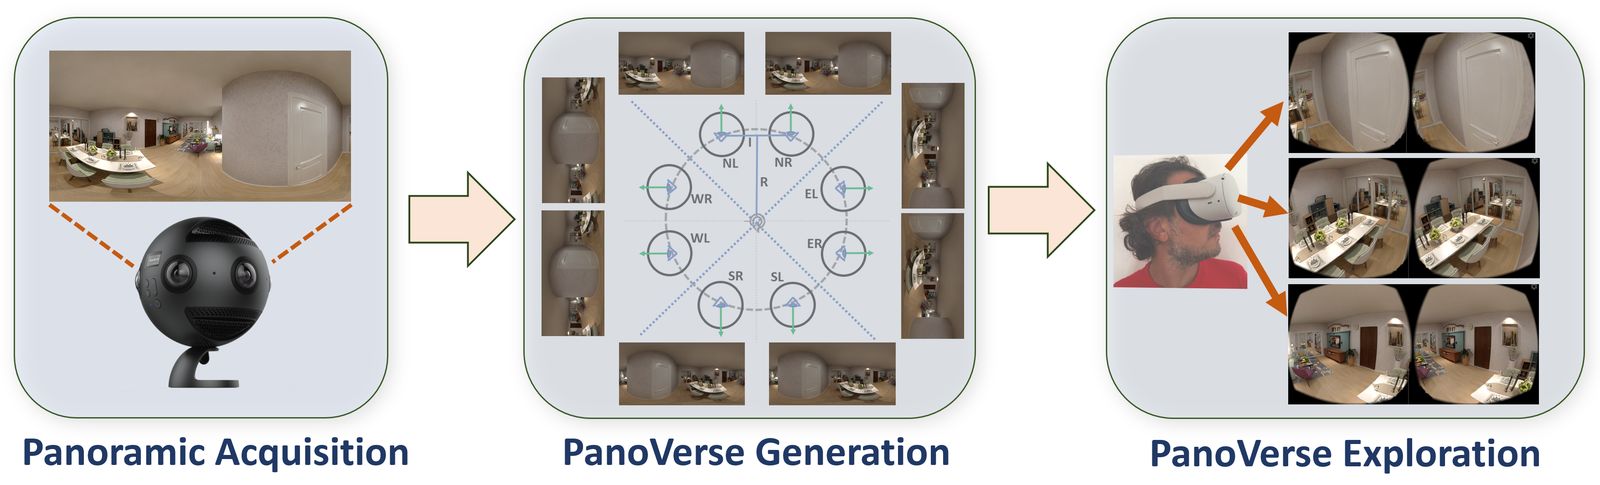 I
NL
NR
R
WR
EL
WL
ER
SR
SL
Panoramic Acquisition
PanoVerse Generation
PanoVerse Exploration